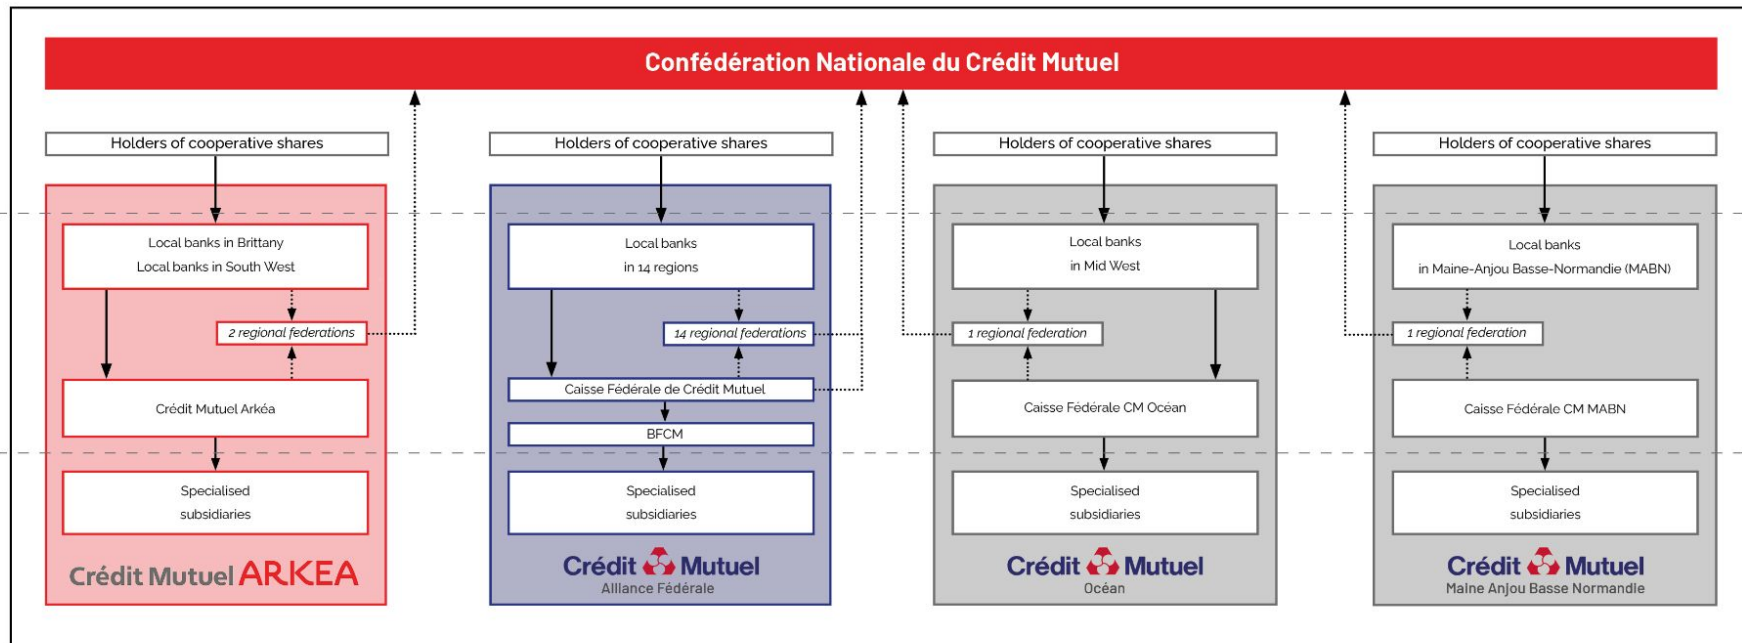 Confédération Nationale du Crédit Mutuel
Holders of cooperative shares
Local banks in Brittany
Local banks in South West
2 regional federations
Crédit Mutuel Arkéa
Specialised
subsidiaries
Crédit Mutuel ARKEA
Holders of cooperative shares
Local banks
in 14 regions
14 regional federations
Caisse Fédérale de Crédit Mutuel
BFCM
Specialised
subsidiaries
Crédit Mutuel
Alliance Fédérale
Holders of cooperative shares
Local banks
in Mid West
1 regional federation
Caisse Fédérale CM Océan
Specialised
subsidiaries
Crédit Mutuel
Océan
Holders of cooperative shares
Local banks
in Maine-Anjou Basse-Normandie (MABN)
1 regional federation
Caisse Fédérale CM MABN
Specialised
subsidiaries
Crédit Mutuel
Maine Anjou Basse Normandie